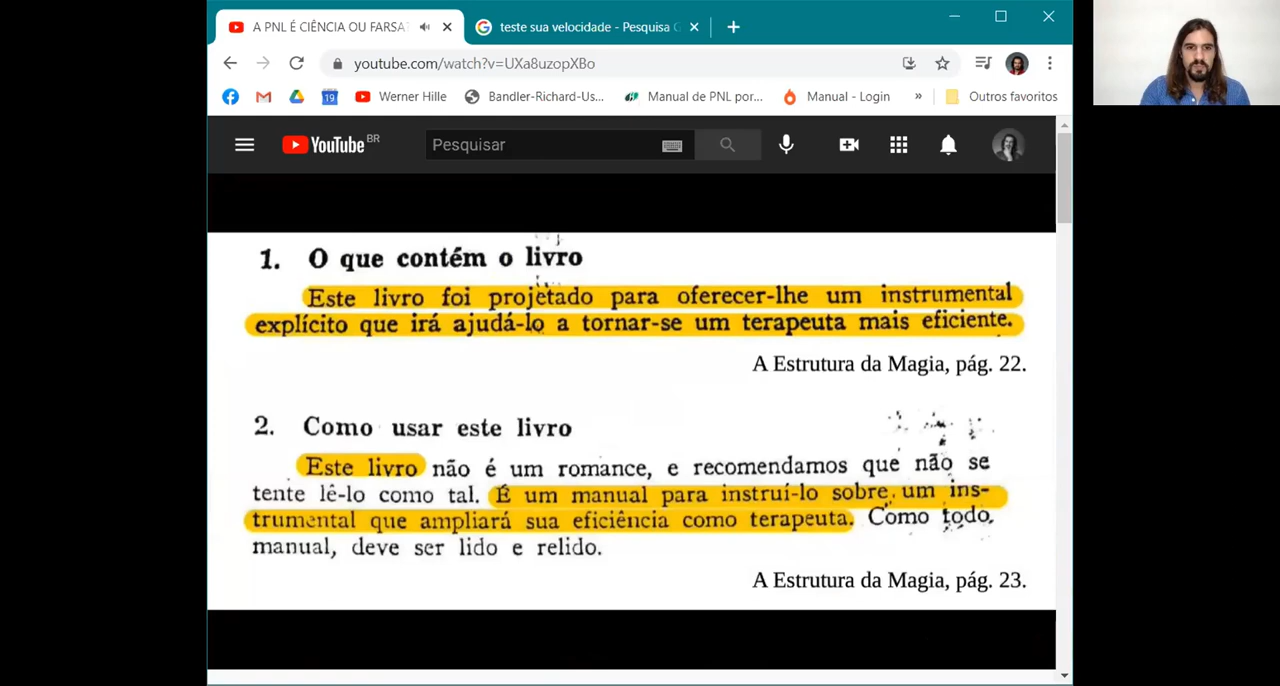 A PNL É CIÊNCIA OU FARSA
teste sua velocidade - Pesquisa G
youtube.com/watch?v=UXa8uzopXBo
Werner Hille
Bandler-Richard-Us...
Manual de PNL por...
Manual - Login
»
Outros favoritos
19
YouTube BR
Pesquisar
1. O que contém o livro
Este livro foi projetado para oferecer-lhe um instrumental
explícito que irá ajudá-lo a tornar-se um terapeuta mais eficiente.
A Estrutura da Magia, pág. 22.
2. Como usar este livro
Este livro não é um romance, e recomendamos que não se
tente lê-lo como tal. É um manual para instruí-lo sobre um ins-
trumental que ampliará sua eficiência como terapeuta. Como todo
manual, deve ser lido e relido.
A Estrutura da Magia, pág. 23.